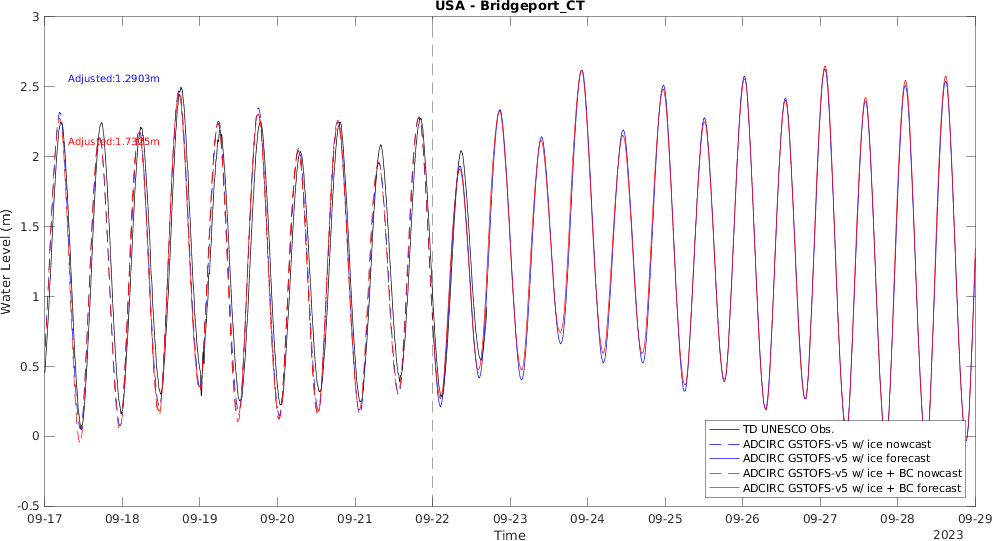 USA - Bridgeport_CT
3
2.5
2
1.5
1
0.5
0
-0.5
Water Level (m)
Adjusted:1.2903m
Adjusted:1.7325m
TD UNESCO Obs.
ADCIRC GSTOFS-v5 w/ ice nowcast
ADCIRC GSTOFS-v5 w/ ice forecast
ADCIRC GSTOFS-v5 w/ ice + BC nowcast
ADCIRC GSTOFS-v5 w/ ice + BC forecast
09-17 09-18 09-19 09-20 09-21 09-22 09-23 09-24 09-25 09-26 09-27 09-28 09-29
Time
2023